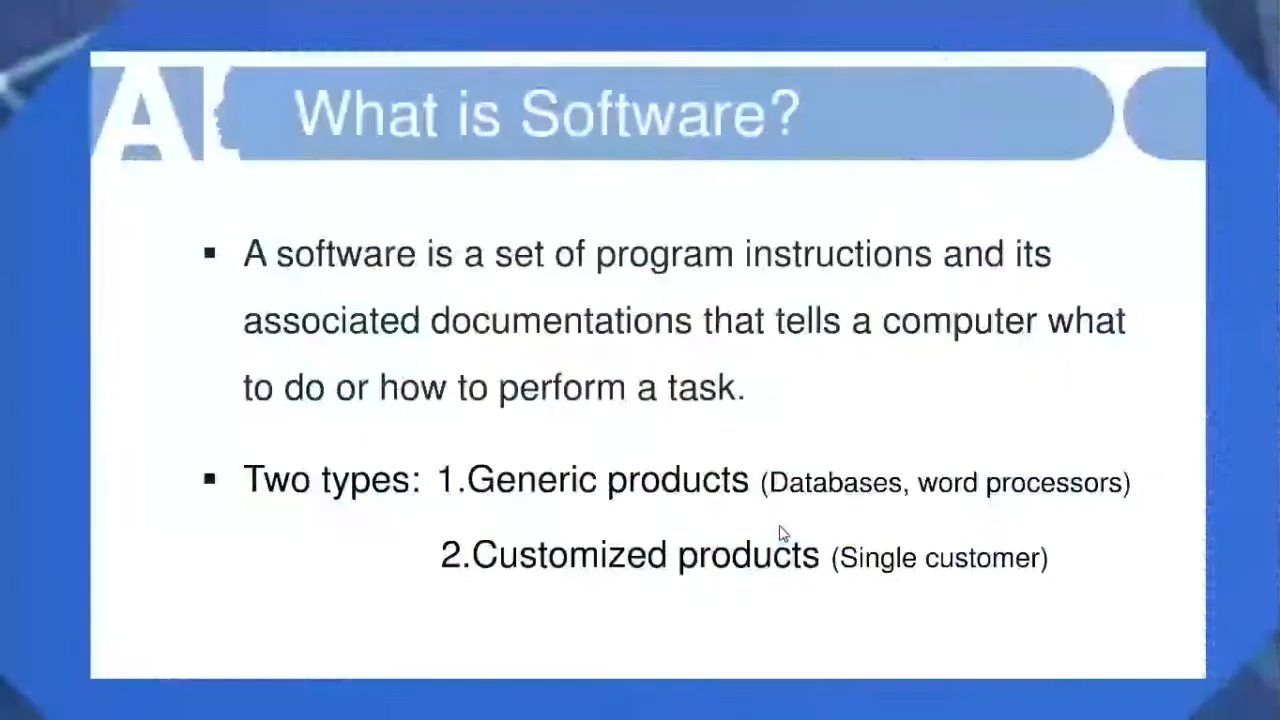 A
What is Software?
▪ A software is a set of program instructions and its
associated documentations that tells a computer what
to do or how to perform a task.
▪ Two types: 1.Generic products (Databases, word processors)
2.Customized products (Single customer)